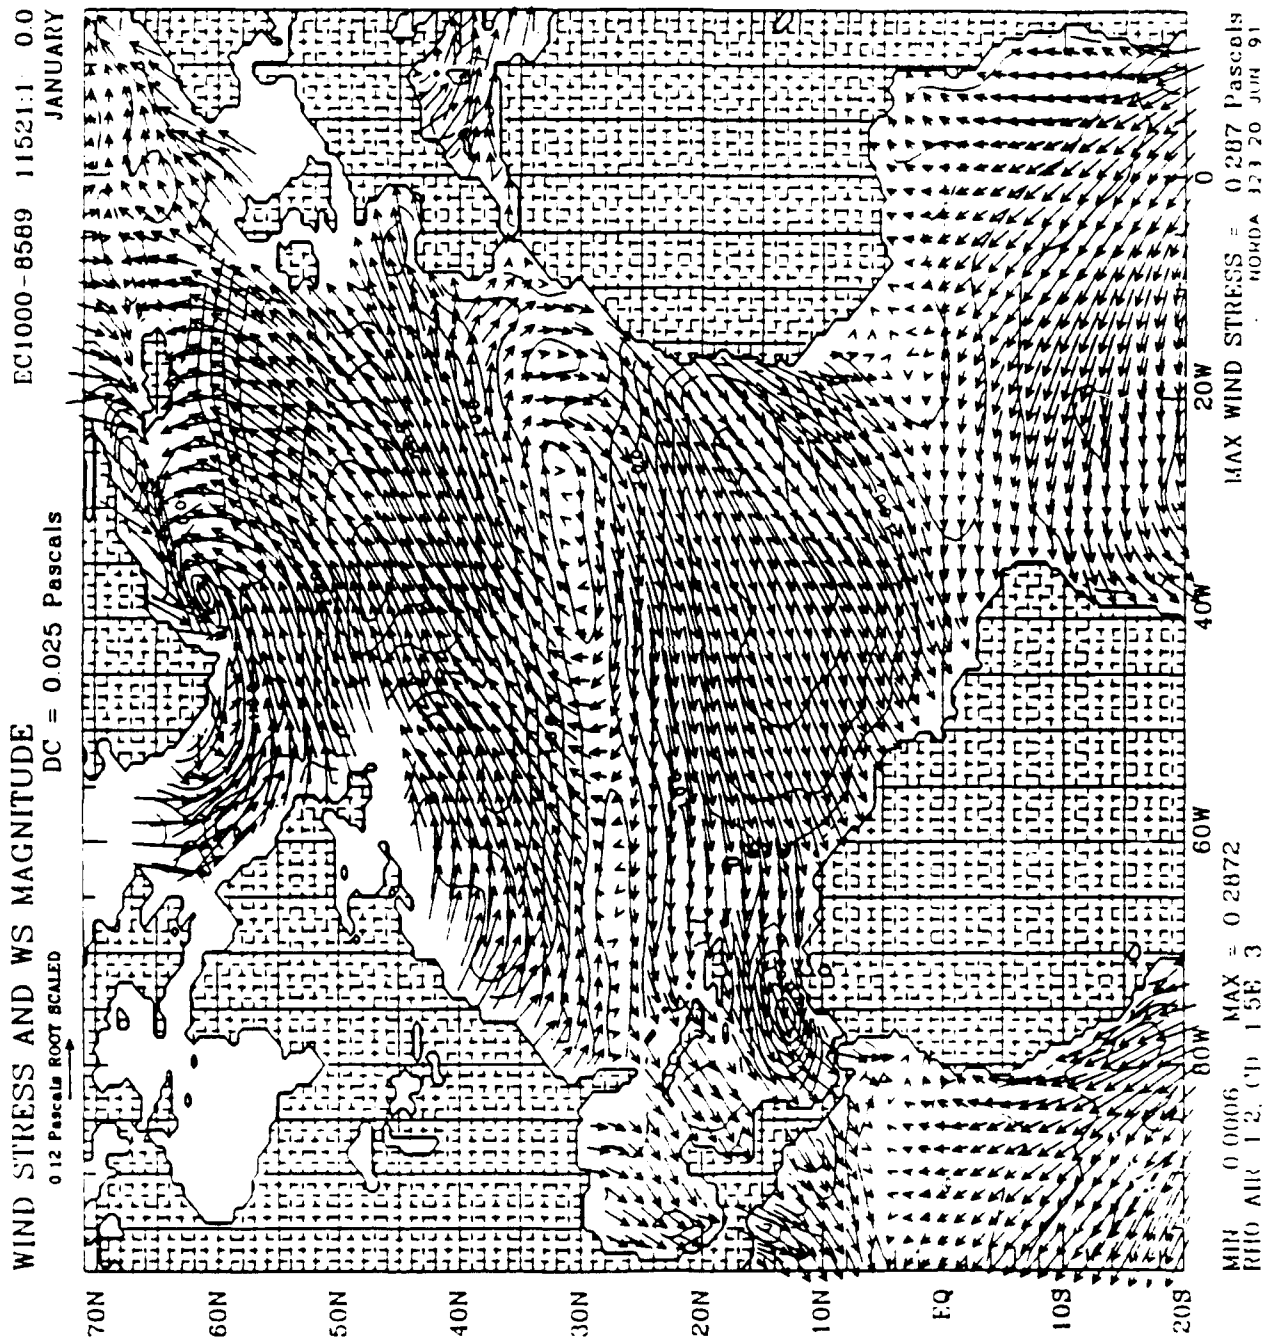 WIND STRESS AND WS MAGNITUDE
EC1000-8589 11521:1 0.0
DC = 0.025 Pascals
JANUARY
0 12 Pascals ROOT SCALED
70N
60N
50N
40N
30N
20N
10N
EQ
10S
20S
80W
60W
40W
20W
0
MIN 0 0006 MAX = 0 2872
MAX WIND STRESS = 0 287 Pascals
RHO AIR 1 2, CD 1 5E 3
NORDA 20 JUN 91